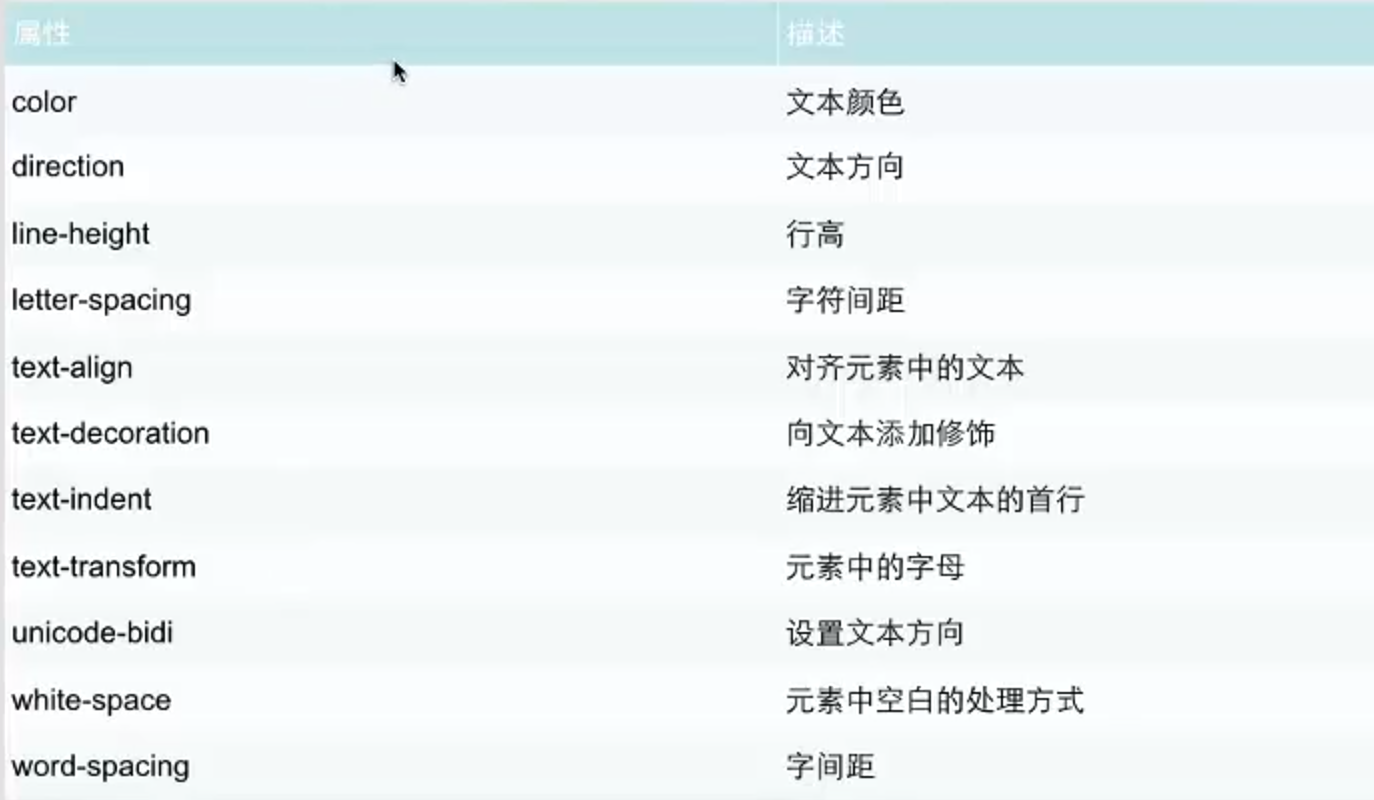 属性 描述
color 文本颜色
direction 文本方向
line-height 行高
letter-spacing 字符间距
text-align 对齐元素中的文本
text-decoration 向文本添加修饰
text-indent 缩进元素中文本的首行
text-transform 元素中的字母
unicode-bidi 设置文本方向
white-space 元素中空白的处理方式
word-spacing 字间距